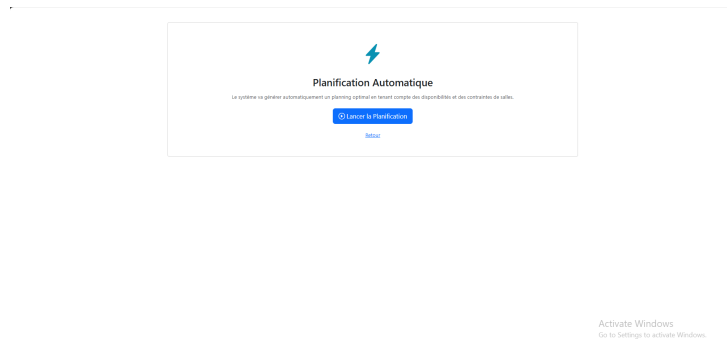 Planification Automatique
Le système va générer automatiquement un planning optimal en tenant compte des disponibilités et des contraintes de salles.
Lancer la Planification
Retour
Activate Windows
Go to Settings to activate Windows.